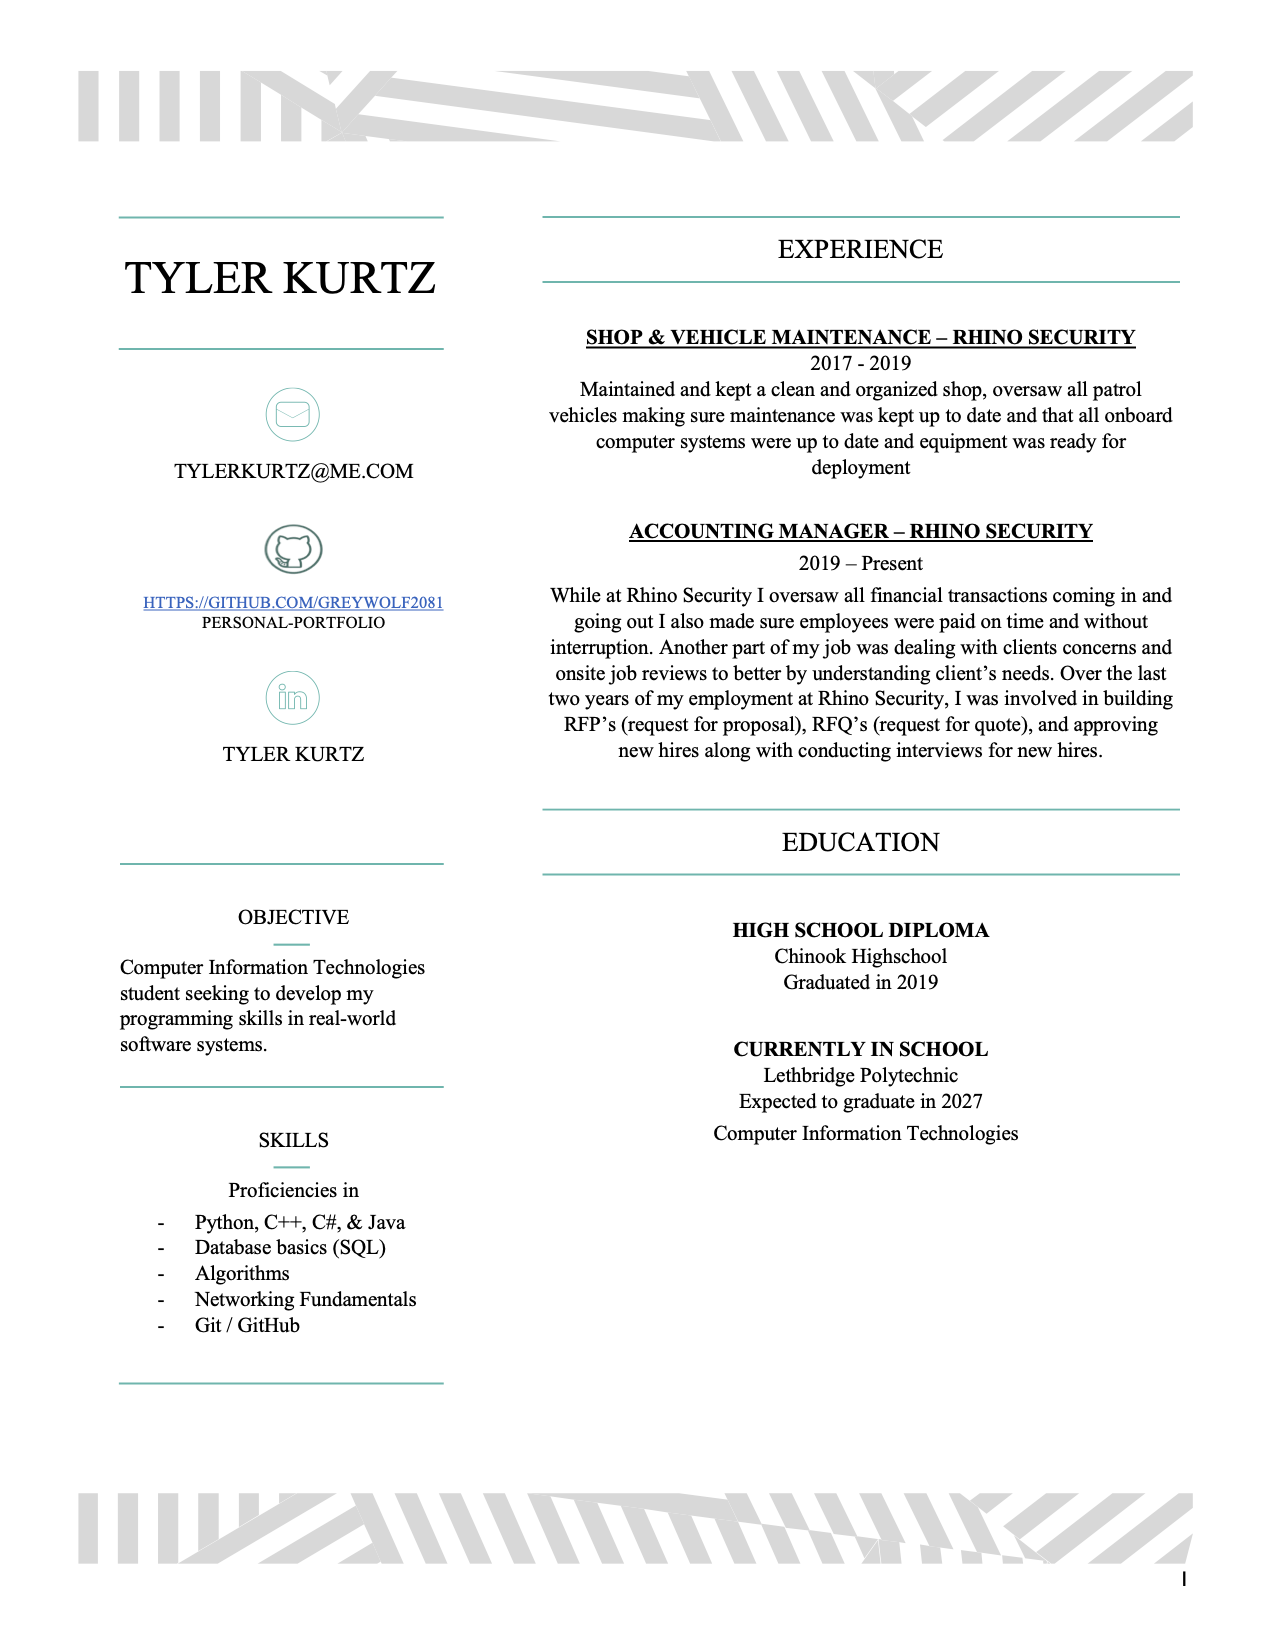 TYLER KURTZ
TYLERKURTZ@ME.COM
HTTPS://GITHUB.COM/GREYWOLF2081
PERSONAL-PORTFOLIO
in
TYLER KURTZ
OBJECTIVE
Computer Information Technologies
student seeking to develop my
programming skills in real-world
software systems.
SKILLS
Proficiencies in
- Python, C++, C#, & Java
- Database basics (SQL)
- Algorithms
- Networking Fundamentals
- Git / GitHub
EXPERIENCE
SHOP & VEHICLE MAINTENANCE – RHINO SECURITY
2017 - 2019
Maintained and kept a clean and organized shop, oversaw all patrol
vehicles making sure maintenance was kept up to date and that all onboard
computer systems were up to date and equipment was ready for
deployment
ACCOUNTING MANAGER – RHINO SECURITY
2019 – Present
While at Rhino Security I oversaw all financial transactions coming in and
going out I also made sure employees were paid on time and without
interruption. Another part of my job was dealing with clients concerns and
onsite job reviews to better by understanding client’s needs. Over the last
two years of my employment at Rhino Security, I was involved in building
RFP’s (request for proposal), RFQ’s (request for quote), and approving
new hires along with conducting interviews for new hires.
EDUCATION
HIGH SCHOOL DIPLOMA
Chinook Highschool
Graduated in 2019
CURRENTLY IN SCHOOL
Lethbridge Polytechnic
Expected to graduate in 2027
Computer Information Technologies
1